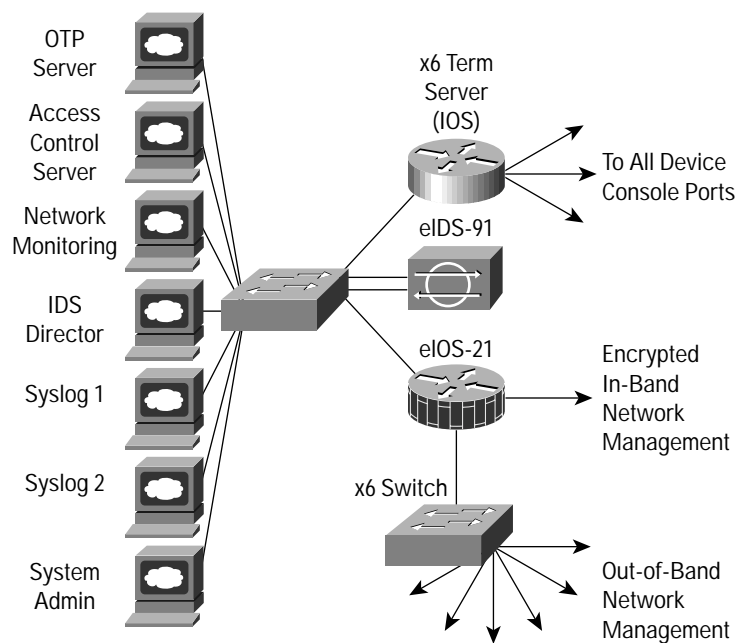 OTP
Server
Access
Control
Server
Network
Monitoring
IDS
Director
Syslog 1
Syslog 2
System
Admin
x6 Term
Server
(IOS)
To All Device
Console Ports
eIDS-91
eIOS-21
Encrypted
In-Band
Network
Management
x6 Switch
Out-of-Band
Network
Management